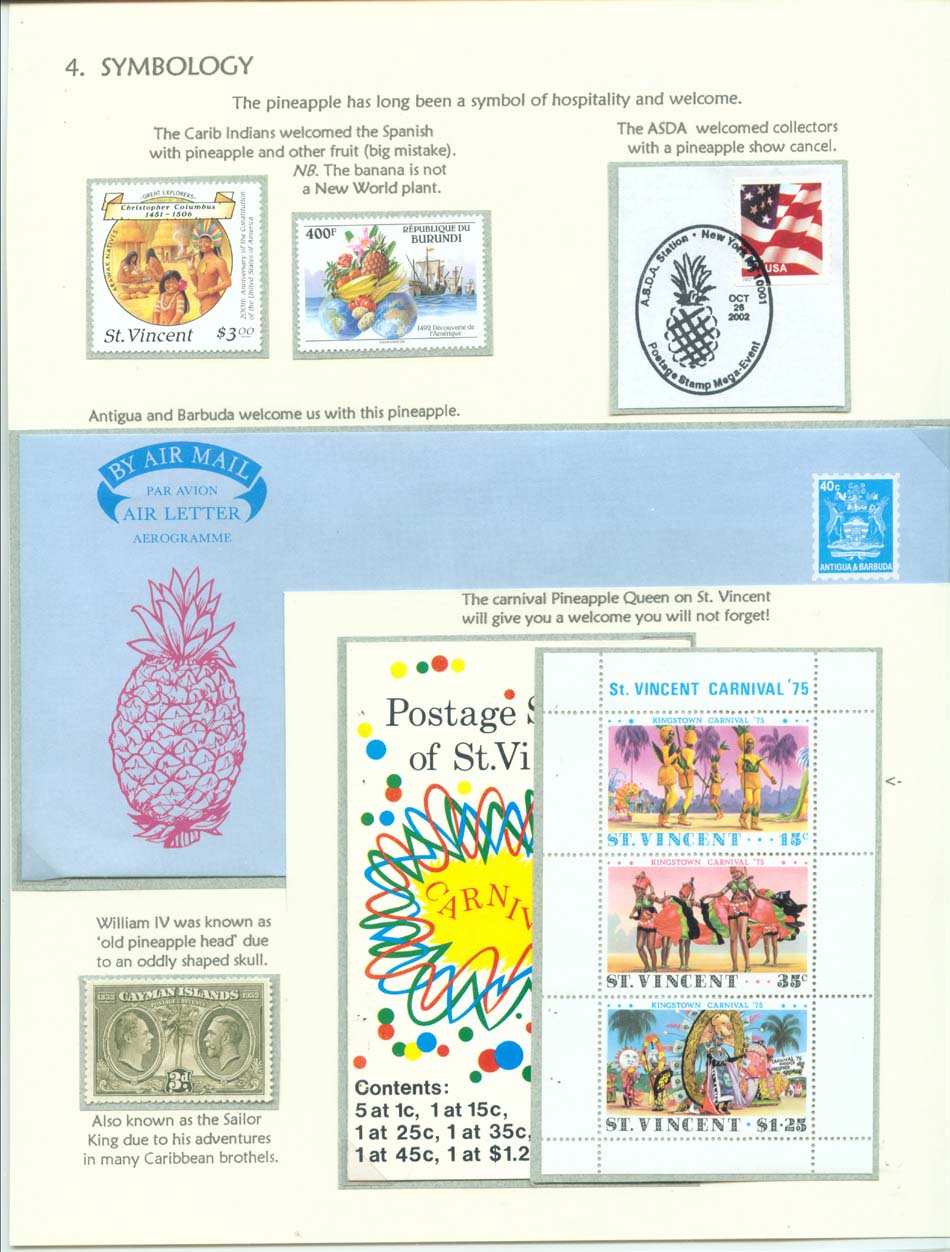 4. SYMBOLOGY
The pineapple has long been a symbol of hospitality and welcome.
The Carib Indians welcomed the Spanish
with pineapple and other fruit (big mistake).
NB. The banana is not
a New World plant.
The ASDA welcomed collectors
with a pineapple show cancel.
GREAT EXPLORERS
Christopher Columbus
1451 - 1506
ARAWAK NATIVES
200th Anniversary of the Constitution
of the United States of America
St. Vincent $3.00
400F
RÉPUBLIQUE DU
BURUNDI
1492 Découverte de
l'Amérique
USA
A.S.D.A. Station • New York NY 10001
OCT
26
2002
Postage Stamp Mega-Event
Antigua and Barbuda welcome us with this pineapple.
BY AIR MAIL
PAR AVION
AIR LETTER
AEROGRAMME
40c
ANTIGUA & BARBUDA
The carnival Pineapple Queen on St. Vincent
will give you a welcome you will not forget!
Postage S
of St.Vi
CARNIV
Contents:
5 at 1c, 1 at 15c,
1 at 25c, 1 at 35c,
1 at 45c, 1 at $1.2
St. VINCENT CARNIVAL '75
KINGSTOWN CARNIVAL '75
ST. VINCENT • • • 15c
KINGSTOWN CARNIVAL '75
ST. VINCENT • • • 35c
KINGSTOWN CARNIVAL '75
CARNIVAL '75
ST. VINCENT • $1·25
<-
William IV was known as
'old pineapple head' due
to an oddly shaped skull.
1832 CAYMAN ISLANDS 1932
POSTAGE & REVENUE
3d
Also known as the Sailor
King due to his adventures
in many Caribbean brothels.